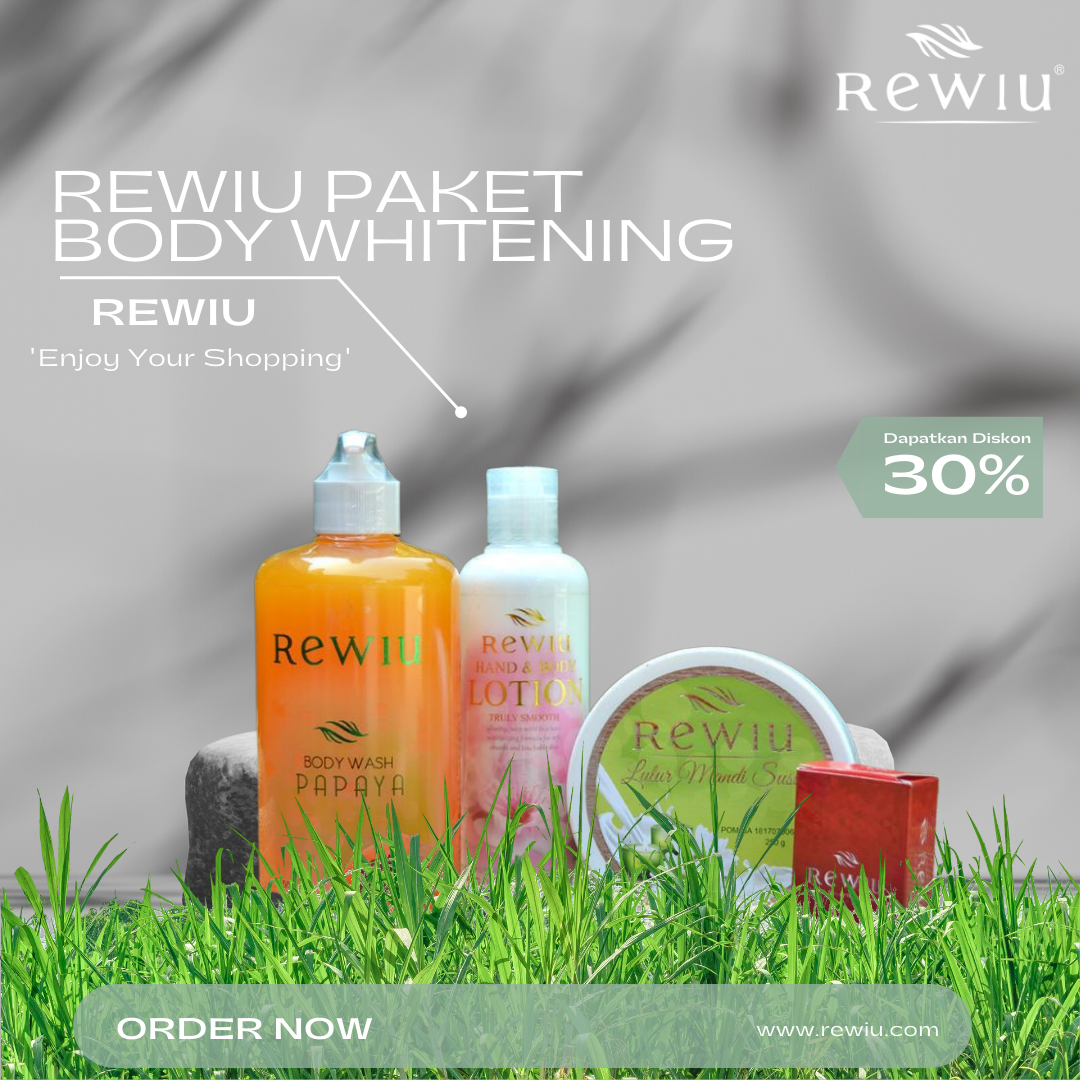 Rewiu®
REWIU PAKET
BODY WHITENING
REWIU
'Enjoy Your Shopping'
Dapatkan Diskon
30%
Rewiu
BODY WASH
PAPAYA
Rewiu
HAND & BODY
LOTION
TRULY SMOOTH
Rewiu
Lulur Mandi Susu
250 g
Rewiu
ORDER NOW
www.rewiu.com